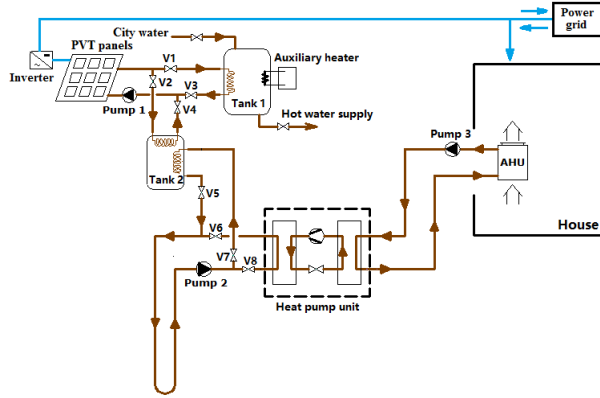 City water
Power
grid
PVT panels
V1
Auxiliary heater
Inverter
V2
V3
Tank 1
Pump 1
V4
Hot water supply
Pump 3
AHU
Tank 2
V5
V6
House
V7
V8
Pump 2
Heat pump unit